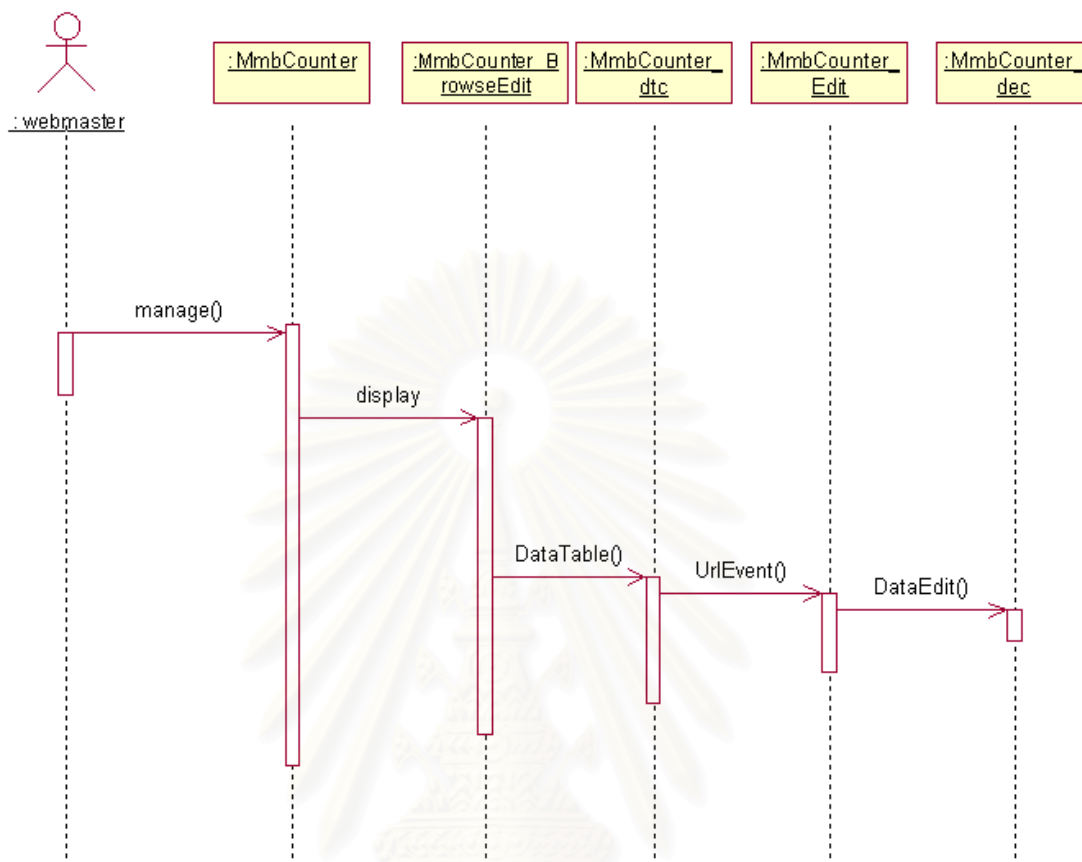 :MmbCounter
:MmbCounter_B
rowseEdit
:MmbCounter_
dtc
:MmbCounter_
Edit
:MmbCounter_
dec
: webmaster
manage()
display
DataTable()
UrlEvent()
DataEdit()